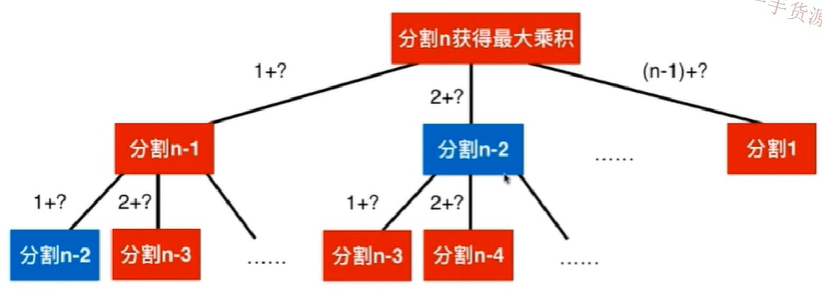 手货源
分割n获得最大乘积
1+?
2+?
(n-1)+?
分割n-1
分割n-2
……
分割1
1+?
2+?
1+?
2+?
分割n-2
分割n-3
……
分割n-3
分割n-4
……